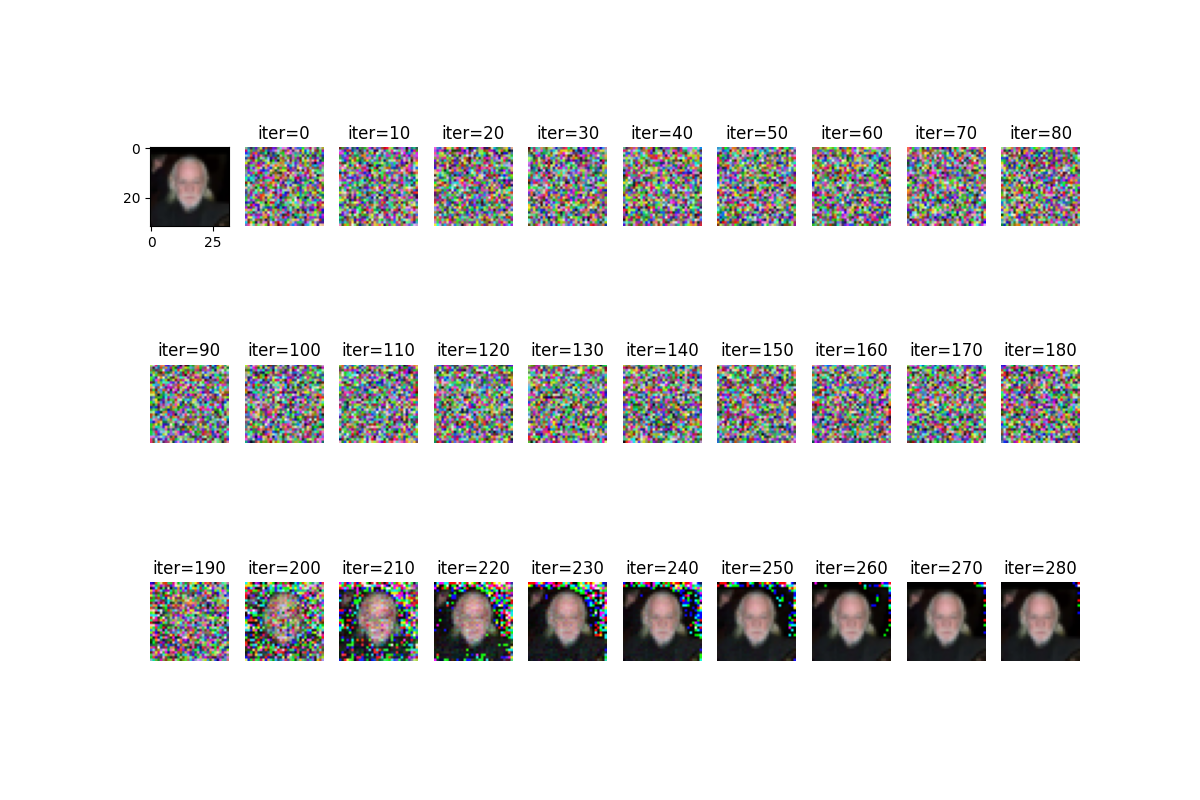 iter=0 iter=10 iter=20 iter=30 iter=40 iter=50 iter=60 iter=70 iter=80
0
20
0 25
iter=90 iter=100 iter=110 iter=120 iter=130 iter=140 iter=150 iter=160 iter=170 iter=180
iter=190 iter=200 iter=210 iter=220 iter=230 iter=240 iter=250 iter=260 iter=270 iter=280